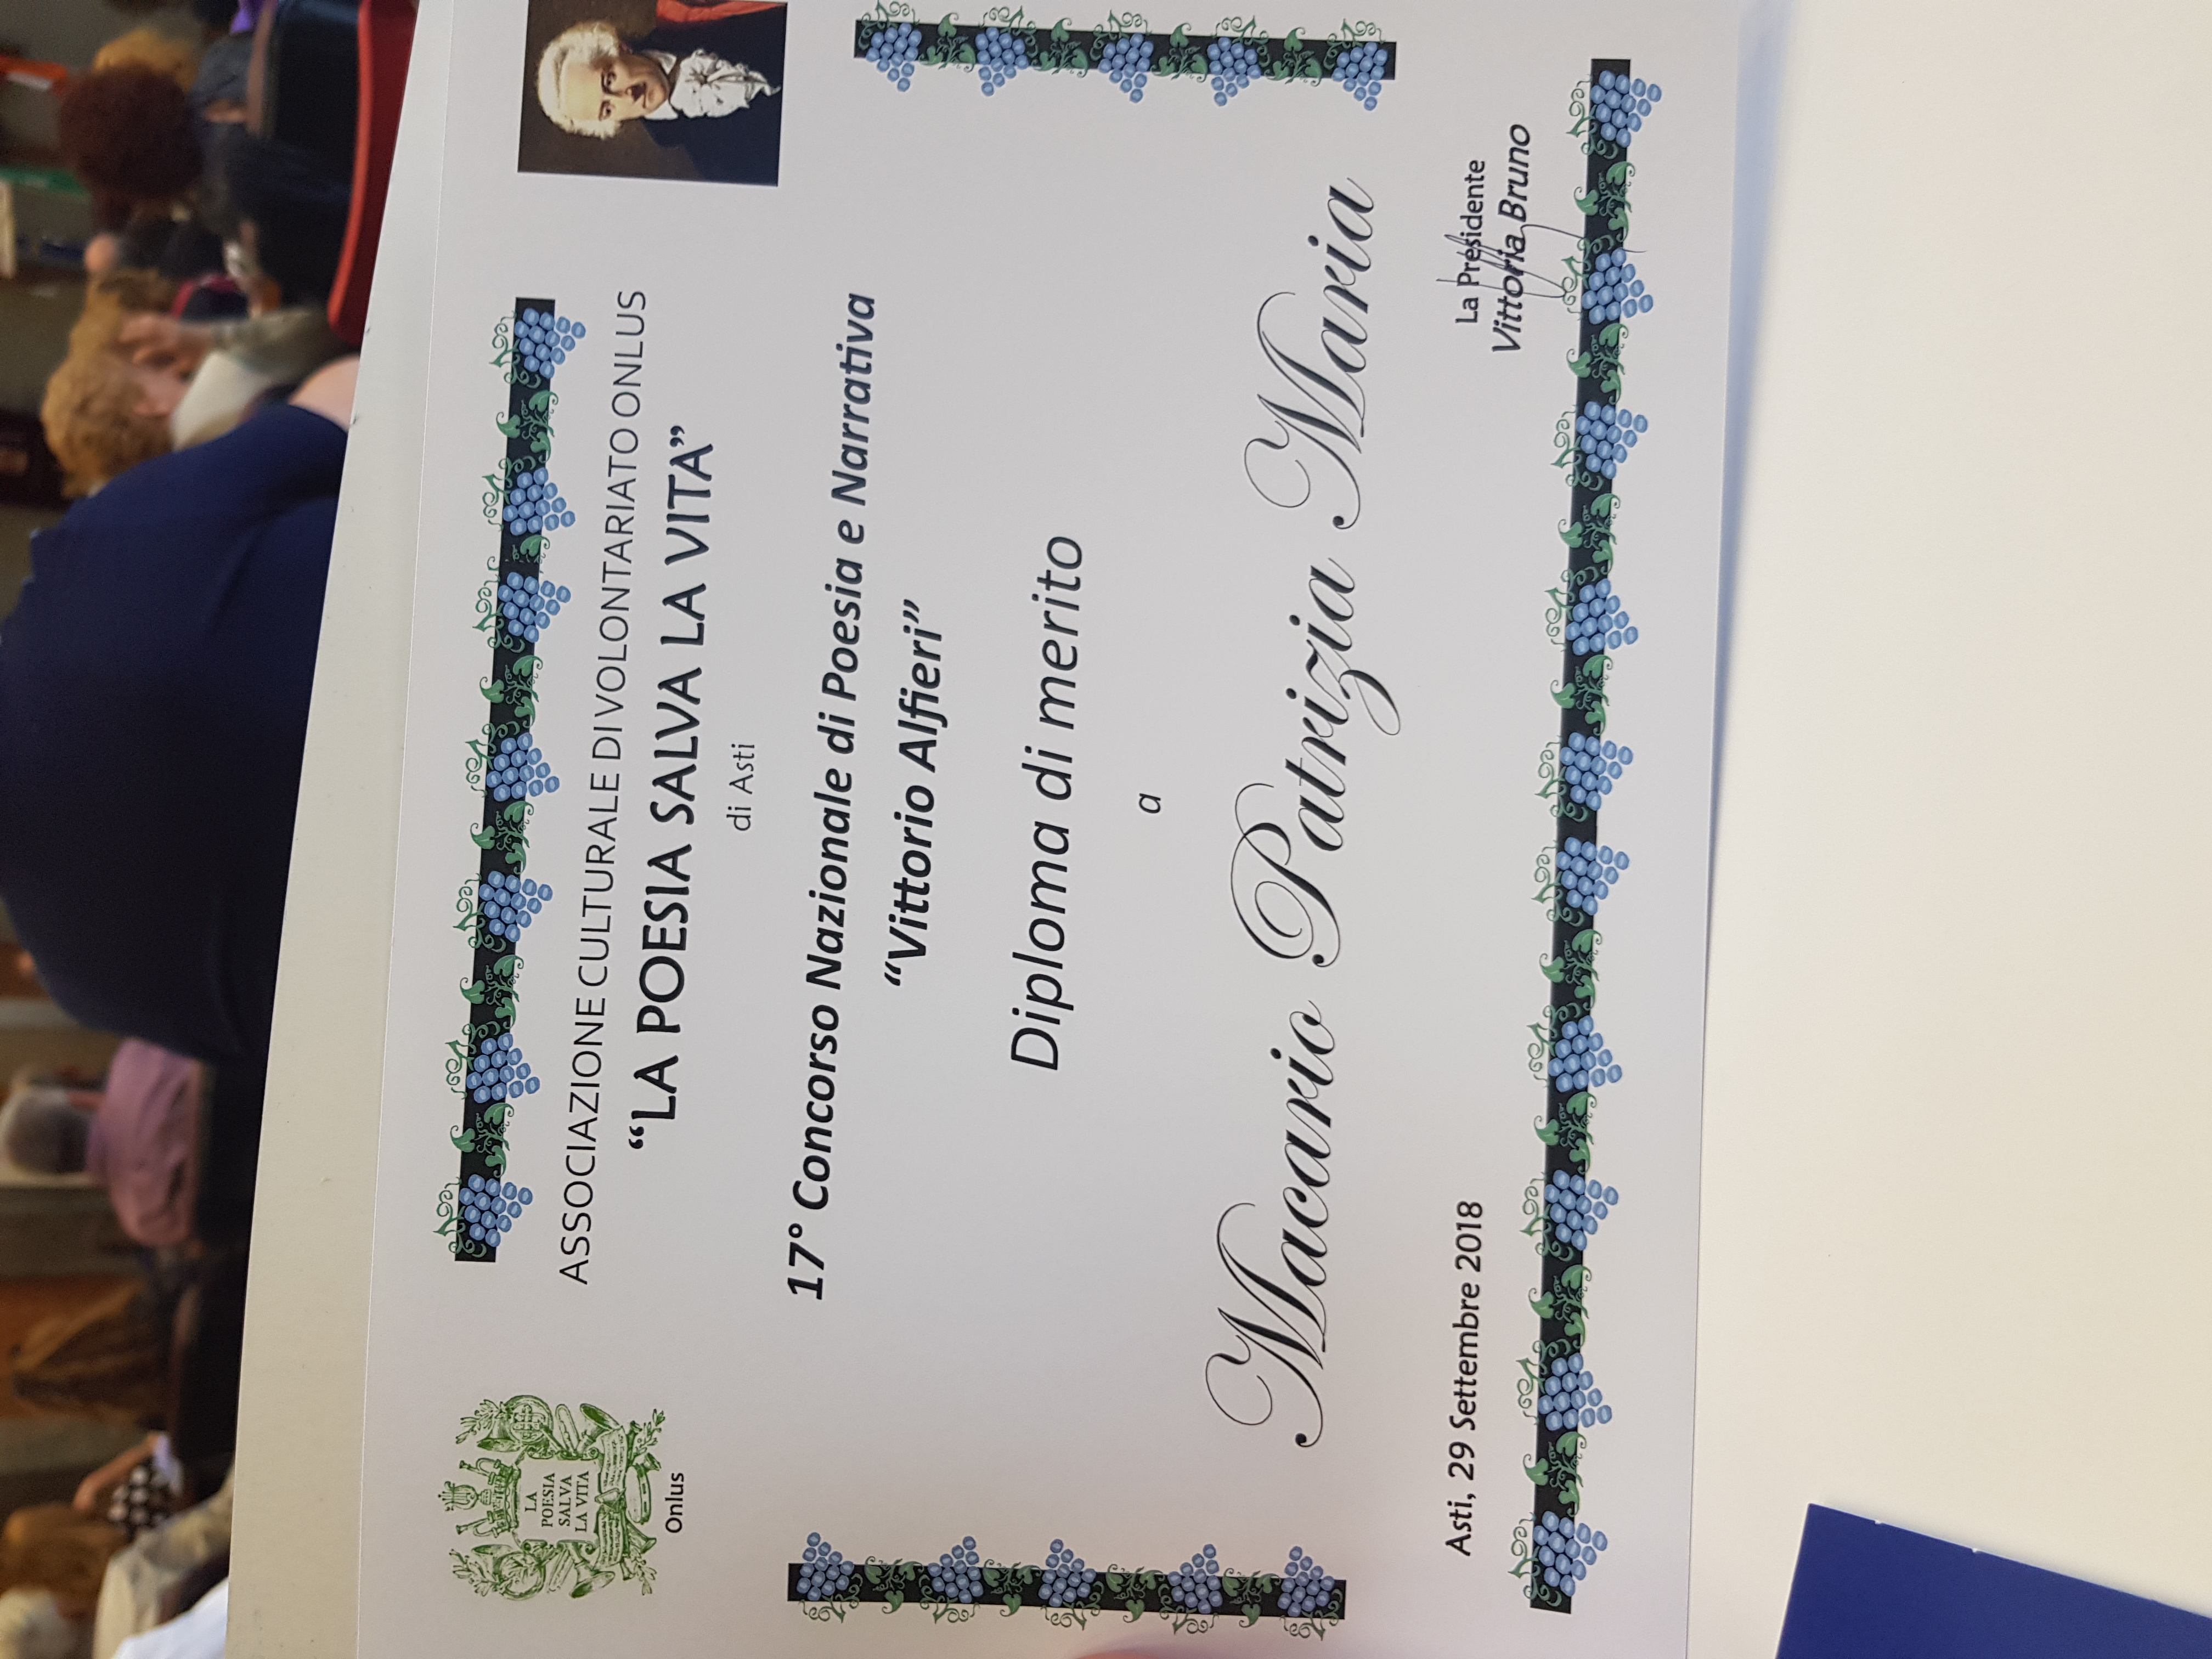 LA
POESIA
SALVA
LA VITA
Onlus
ASSOCIAZIONE CULTURALE DI VOLONTARIATO ONLUS
“LA POESIA SALVA LA VITA”
di Asti
17° Concorso Nazionale di Poesia e Narrativa
“Vittorio Alfieri”
Diploma di merito
a
Macario Patrizia Maria
Asti, 29 Settembre 2018
La Presidente
Vittoria Bruno